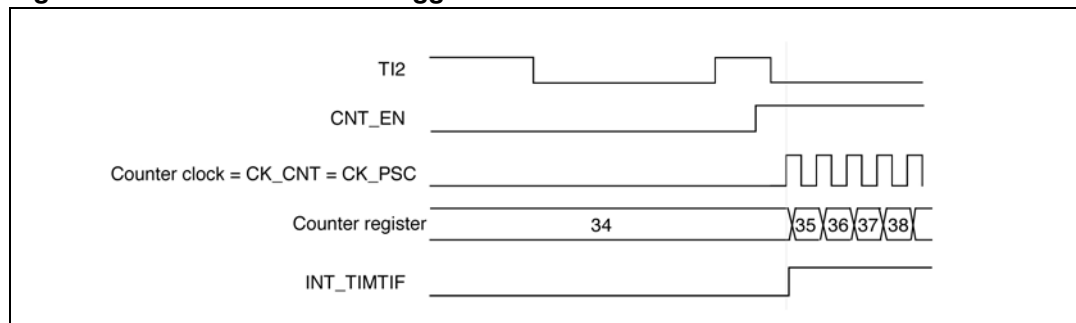 TI2
CNT_EN
Counter clock = CK_CNT = CK_PSC
Counter register 34 35 36 37 38
INT_TIMTIF